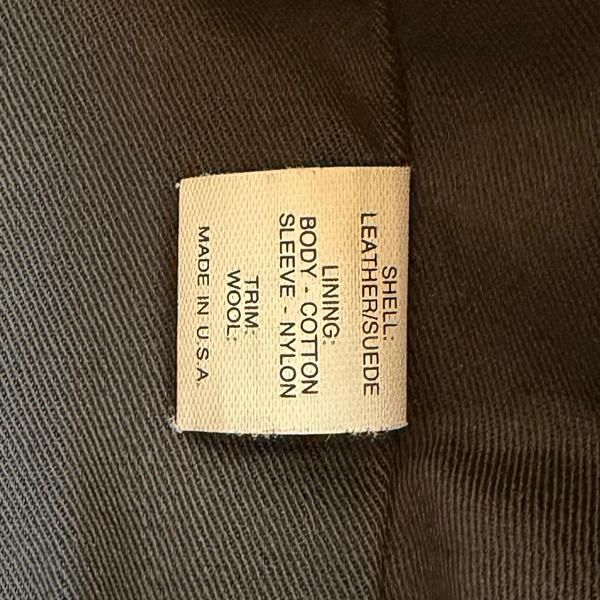 SHELL:
LEATHER/SUEDE
LINING:
BODY - COTTON
SLEEVE - NYLON
TRIM:
WOOL:
MADE IN U.S.A.